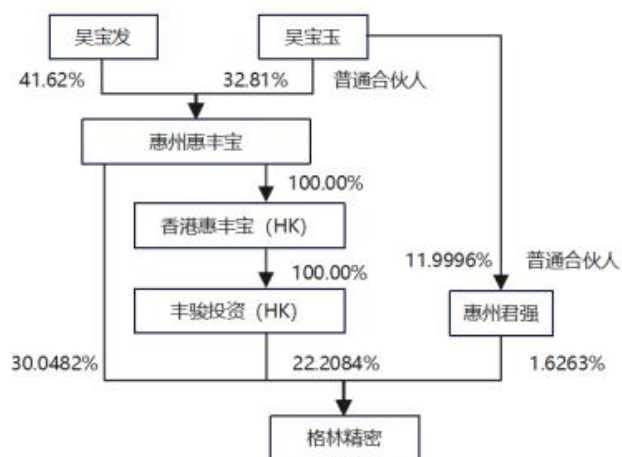 吴宝发
吴宝玉
41.62%
32.81%
普通合伙人
惠州惠丰宝
100.00%
香港惠丰宝（HK）
100.00%
11.9996%
普通合伙人
丰骏投资（HK）
惠州君强
30.0482%
22.2084%
1.6263%
格林精密